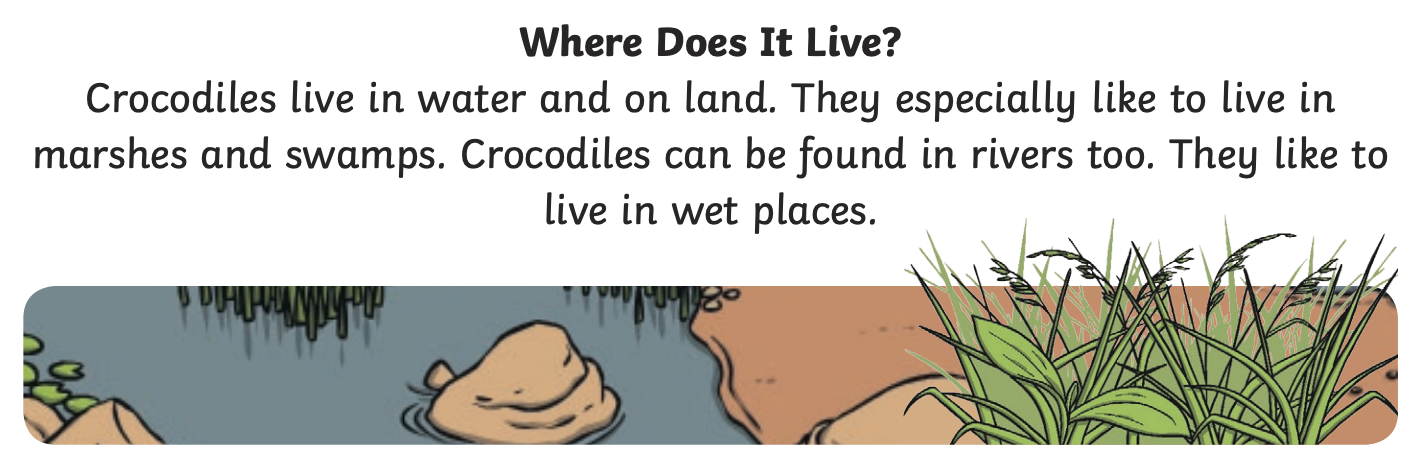 Where Does It Live?
Crocodiles live in water and on land. They especially like to live in
marshes and swamps. Crocodiles can be found in rivers too. They like to
live in wet places.